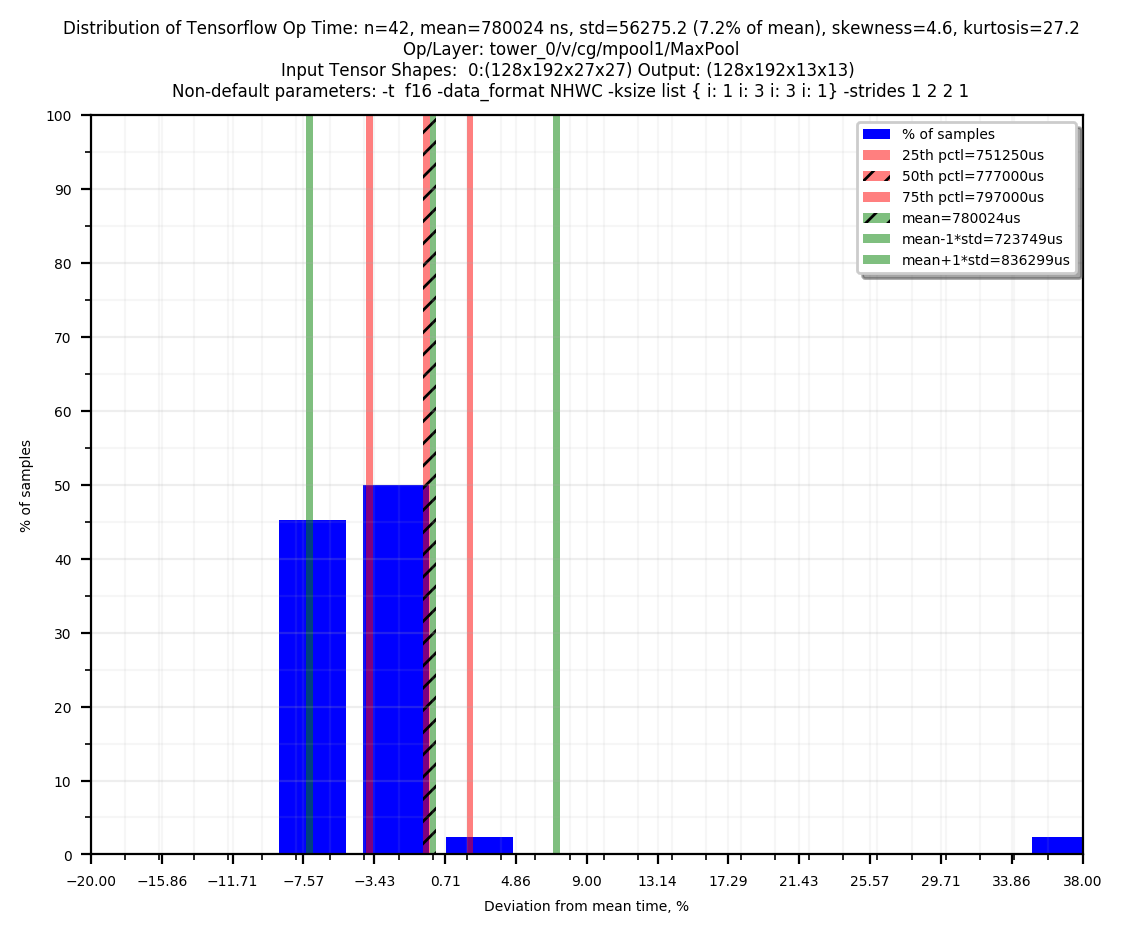 Distribution of Tensorflow Op Time: n=42, mean=780024 ns, std=56275.2 (7.2% of mean), skewness=4.6, kurtosis=27.2
Op/Layer: tower_0/v/cg/mpool1/MaxPool
Input Tensor Shapes:  0:(128x192x27x27) Output: (128x192x13x13)
Non-default parameters: -t  f16 -data_format NHWC -ksize list { i: 1 i: 3 i: 3 i: 1} -strides 1 2 2 1
% of samples
25th pctl=751250us
50th pctl=777000us
75th pctl=797000us
mean=780024us
mean-1*std=723749us
mean+1*std=836299us
100
90
80
70
60
50
40
30
20
10
0
% of samples
−20.00 −15.86 −11.71 −7.57 −3.43 0.71 4.86 9.00 13.14 17.29 21.43 25.57 29.71 33.86 38.00
Deviation from mean time, %